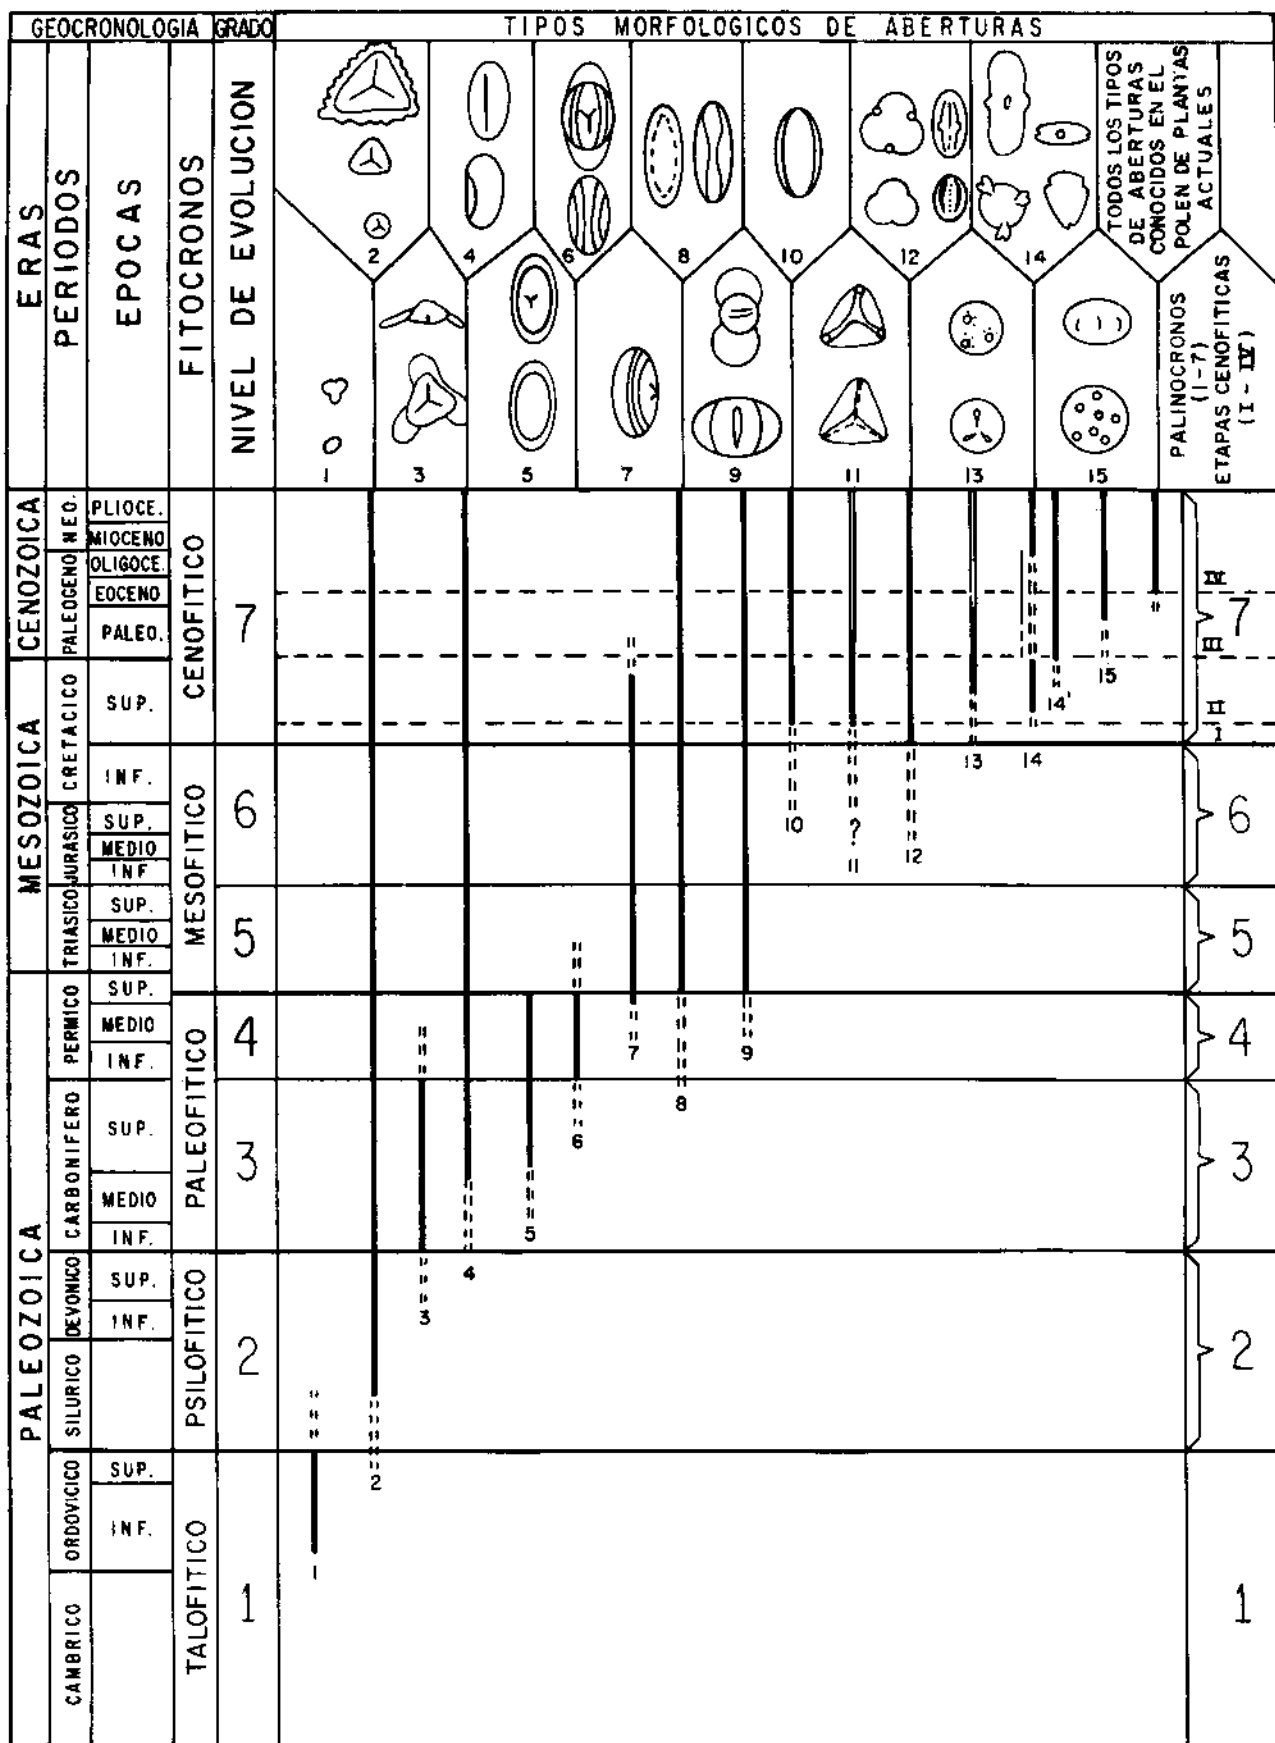 GEOCRONOLOGIA GRADO TIPOS MORFOLOGICOS DE ABERTURAS
ERAS
PERIODOS
EPOCAS
FITOCRONOS
NIVEL DE EVOLUCION
TODOS LOS TIPOS
DE ABERTURAS
CONOCIDOS EN EL
POLEN DE PLANTAS
ACTUALES
2 4 6 8 10 12 14
PALINOCRONOS
(1-7)
ETAPAS CENOFITICAS
(I - IV)
1 3 5 7 9 11 13 15
CENOZOICA
NEO.
PLIOCE.
MIOCENO
PALEOGENO
OLIGOCE.
EOCENO
PALEO.
CENOFITICO
7
IV
7
III
II
I
15
14'
13
14
MESOZOICA
CRETACICO
SUP.
INF.
JURASICO
SUP.
MEDIO
INF
TRIASICO
SUP.
MEDIO
INF.
MESOFITICO
6
10
?
11
12
6
5
5
PALEOZOICA
PERMICO
SUP.
MEDIO
INF.
PALEOFITICO
4
7
9
8
4
CARBONIFERO
SUP.
MEDIO
INF.
3
6
5
4
3
DEVONICO
SUP.
INF.
SILURICO
PSILOFITICO
2
3
2
2
ORDOVICICO
SUP.
INF.
CAMBRICO
TALOFITICO
1
1
1